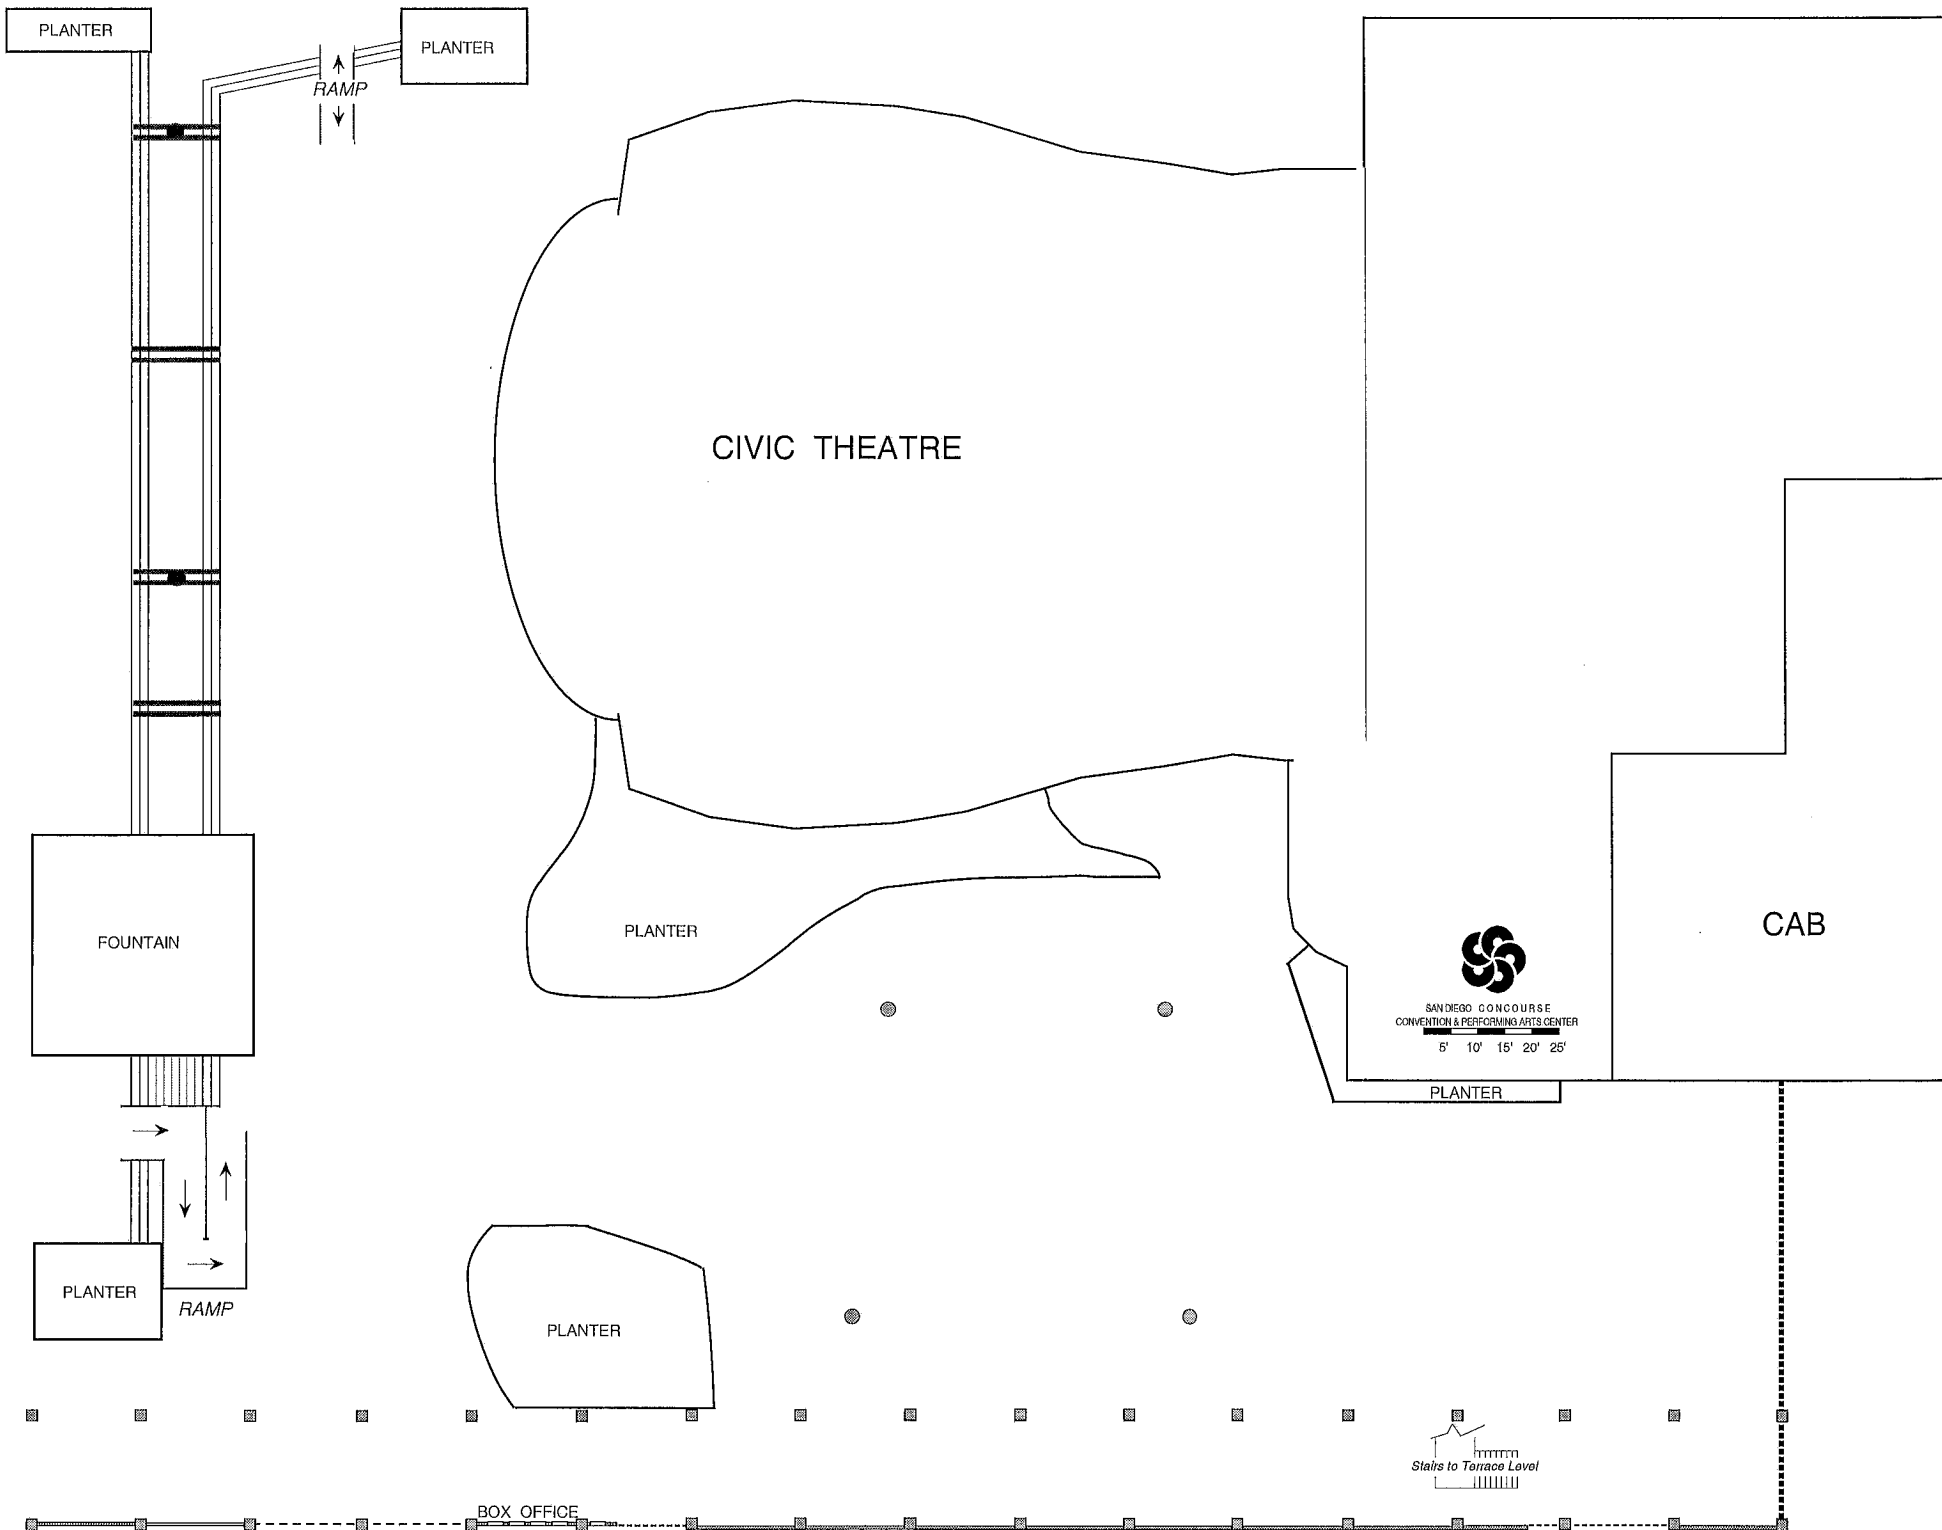 PLANTER
PLANTER
RAMP
CIVIC THEATRE
FOUNTAIN
PLANTER
CAB
SAN DIEGO CONCOURSE
CONVENTION & PERFORMING ARTS CENTER
5' 10' 15' 20' 25'
PLANTER
PLANTER
RAMP
PLANTER
Stairs to Terrace Level
BOX OFFICE